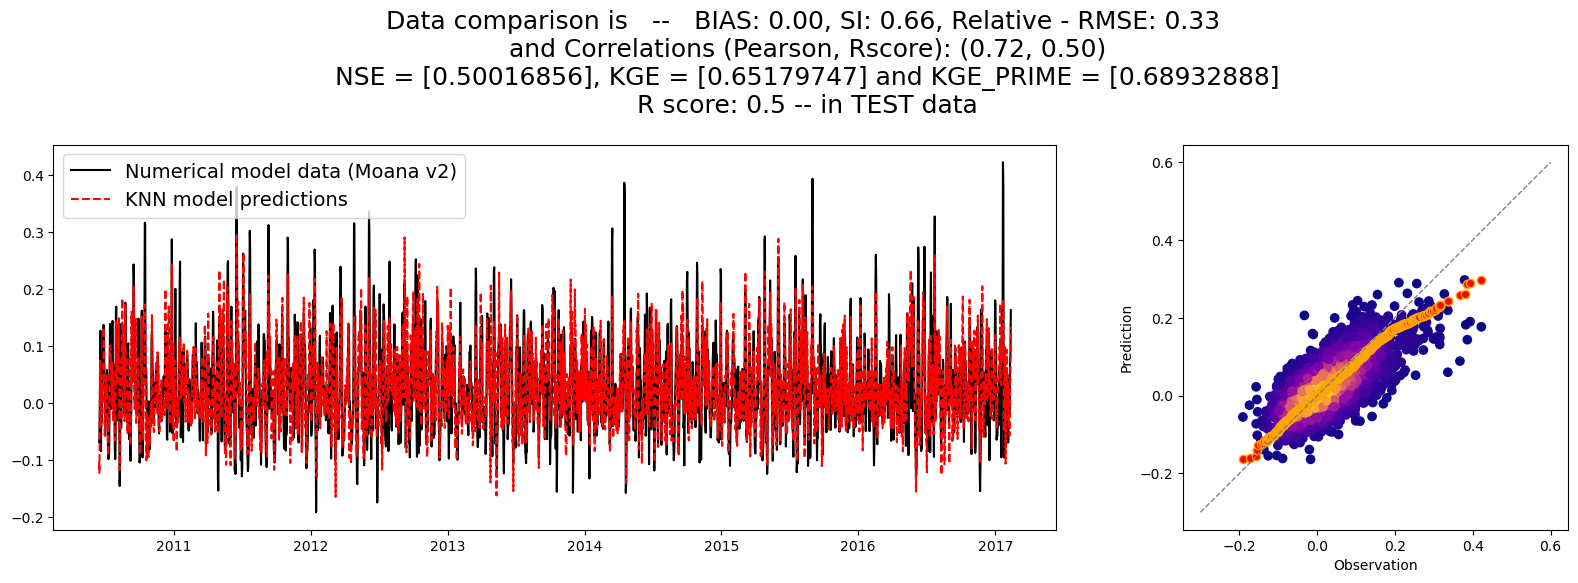 Data comparison is -- BIAS: 0.00, SI: 0.66, Relative - RMSE: 0.33
and Correlations (Pearson, Rscore): (0.72, 0.50)
NSE = [0.50016856], KGE = [0.65179747] and KGE_PRIME = [0.68932888]
R score: 0.5 -- in TEST data
Numerical model data (Moana v2)
KNN model predictions
0.4
0.3
0.2
0.1
0.0
−0.1
−0.2
2011 2012 2013 2014 2015 2016 2017
Prediction
0.6
0.4
0.2
0.0
−0.2
−0.2 0.0 0.2 0.4 0.6
Observation